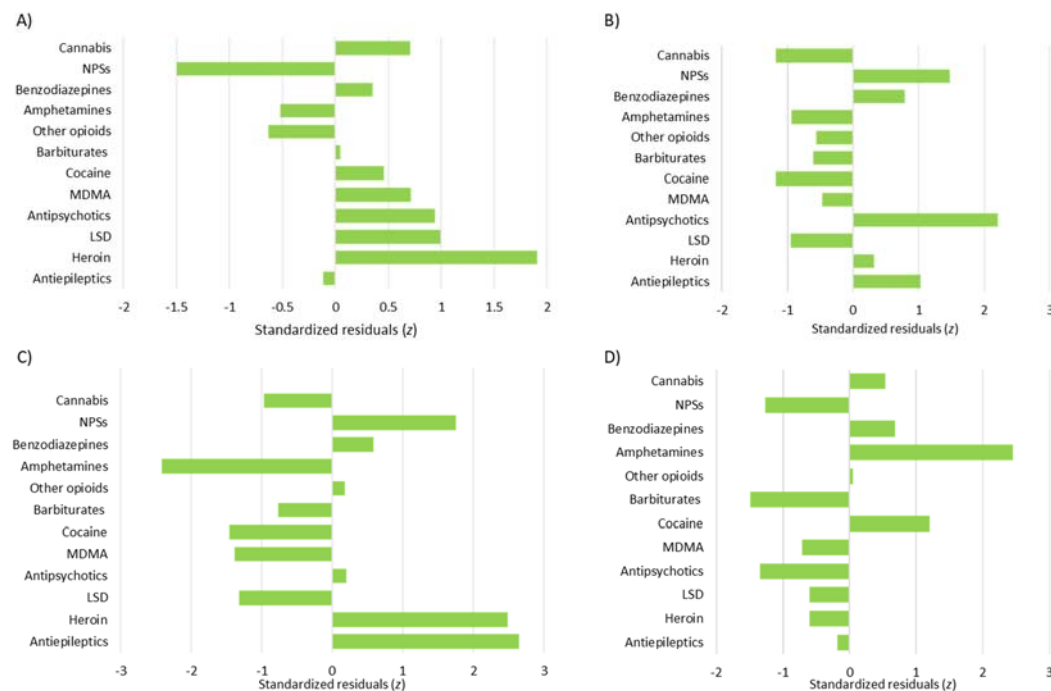 A)
Cannabis
NPSs
Benzodiazepines
Amphetamines
Other opioids
Barbiturates
Cocaine
MDMA
Antipsychotics
LSD
Heroin
Antiepileptics
-2 -1.5 -1 -0.5 0 0.5 1 1.5 2
Standardized residuals (z)
B)
Cannabis
NPSs
Benzodiazepines
Amphetamines
Other opioids
Barbiturates
Cocaine
MDMA
Antipsychotics
LSD
Heroin
Antiepileptics
-2 -1 0 1 2 3
Standardized residuals (z)
C)
Cannabis
NPSs
Benzodiazepines
Amphetamines
Other opioids
Barbiturates
Cocaine
MDMA
Antipsychotics
LSD
Heroin
Antiepileptics
-3 -2 -1 0 1 2 3
Standardized residuals (z)
D)
Cannabis
NPSs
Benzodiazepines
Amphetamines
Other opioids
Barbiturates
Cocaine
MDMA
Antipsychotics
LSD
Heroin
Antiepileptics
-2 -1 0 1 2 3
Standardized residuals (z)